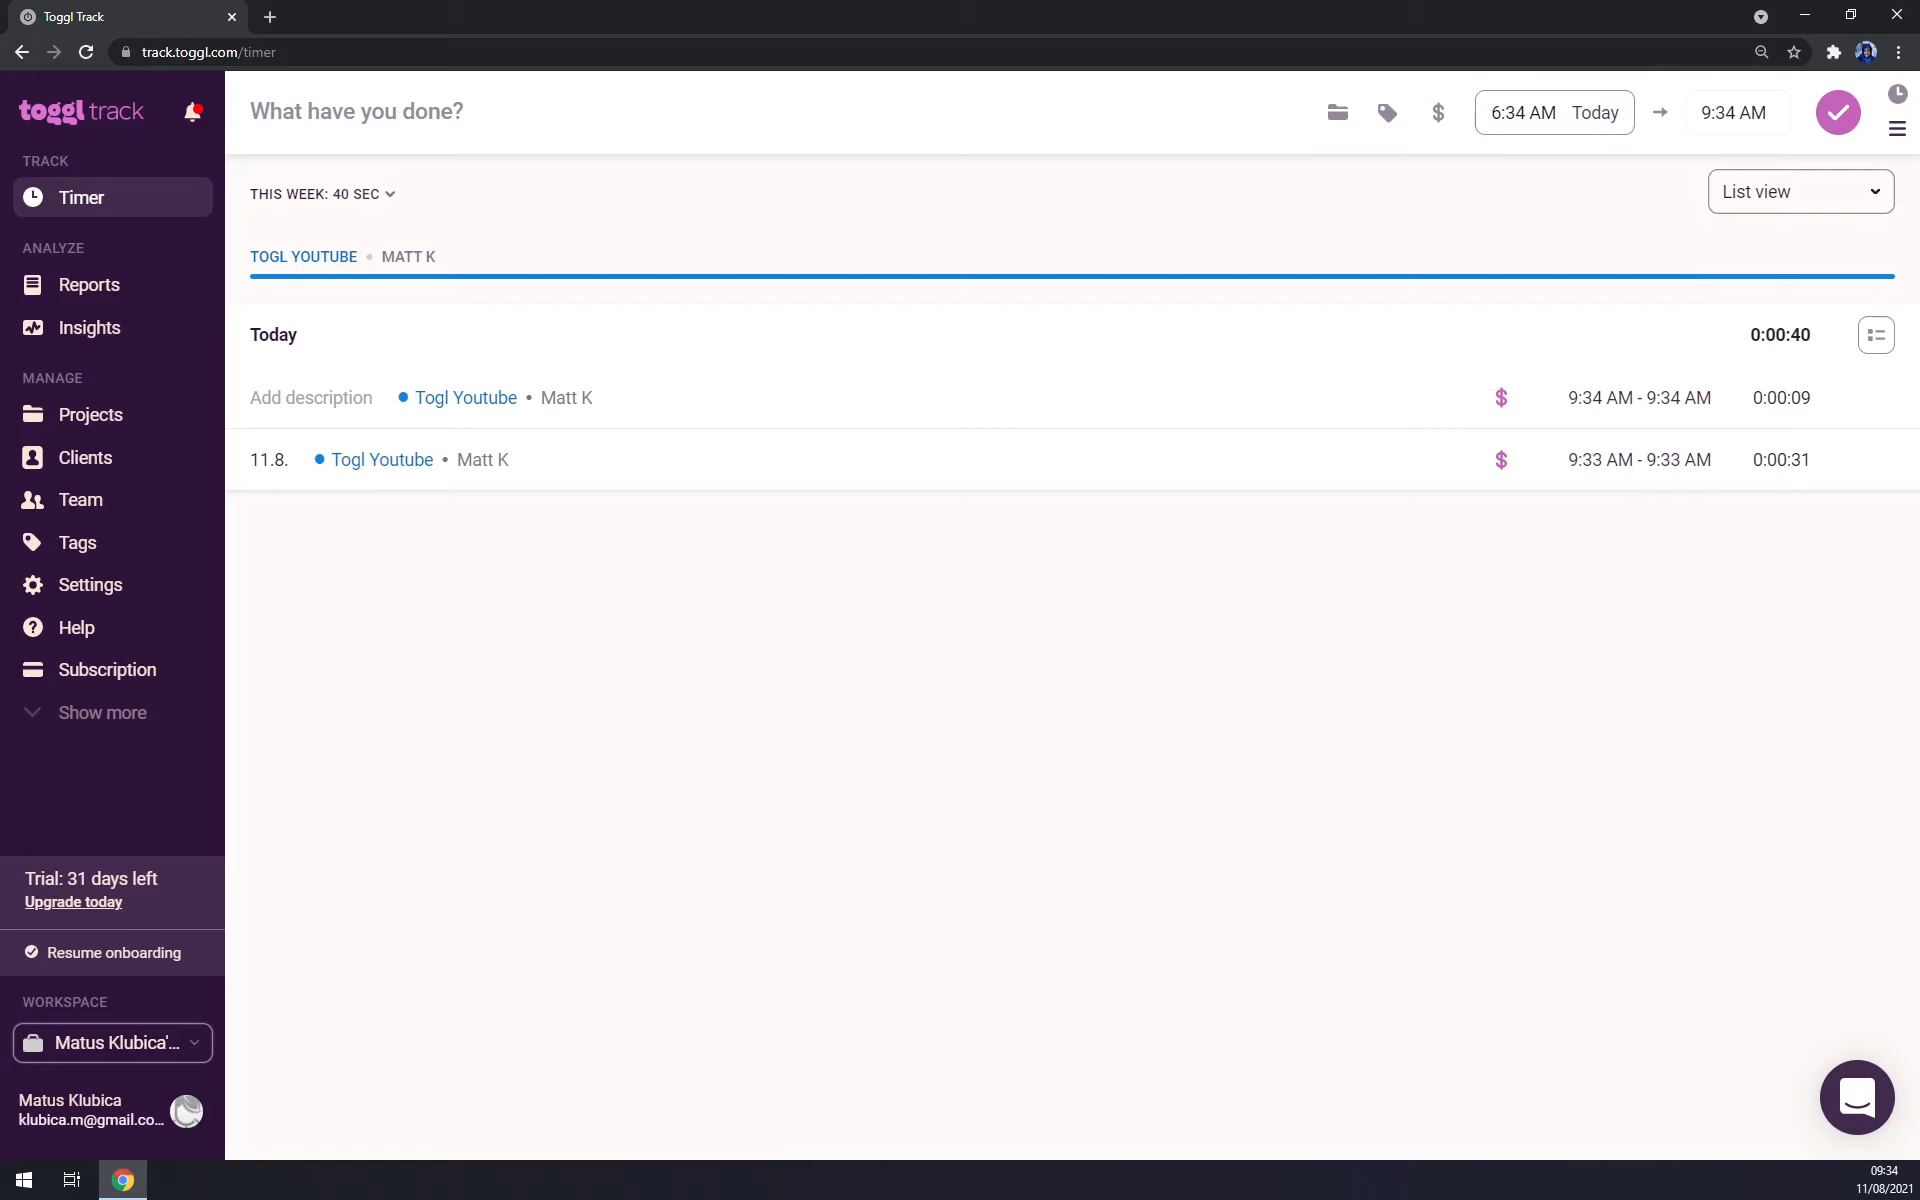 Toggl Track
track.toggl.com/timer
toggl track
What have you done?
6:34 AM Today
9:34 AM
TRACK
Timer
THIS WEEK: 40 SEC
List view
ANALYZE
TOGL YOUTUBE • MATT K
Reports
Insights
Today
0:00:40
MANAGE
Add description • Togl Youtube • Matt K
$
9:34 AM - 9:34 AM
0:00:09
Projects
11.8. • Togl Youtube • Matt K
$
9:33 AM - 9:33 AM
0:00:31
Clients
Team
Tags
Settings
Help
Subscription
Show more
Trial: 31 days left
Upgrade today
Resume onboarding
WORKSPACE
Matus Klubica'...
Matus Klubica
klubica.m@gmail.co...
09:34
11/08/2021